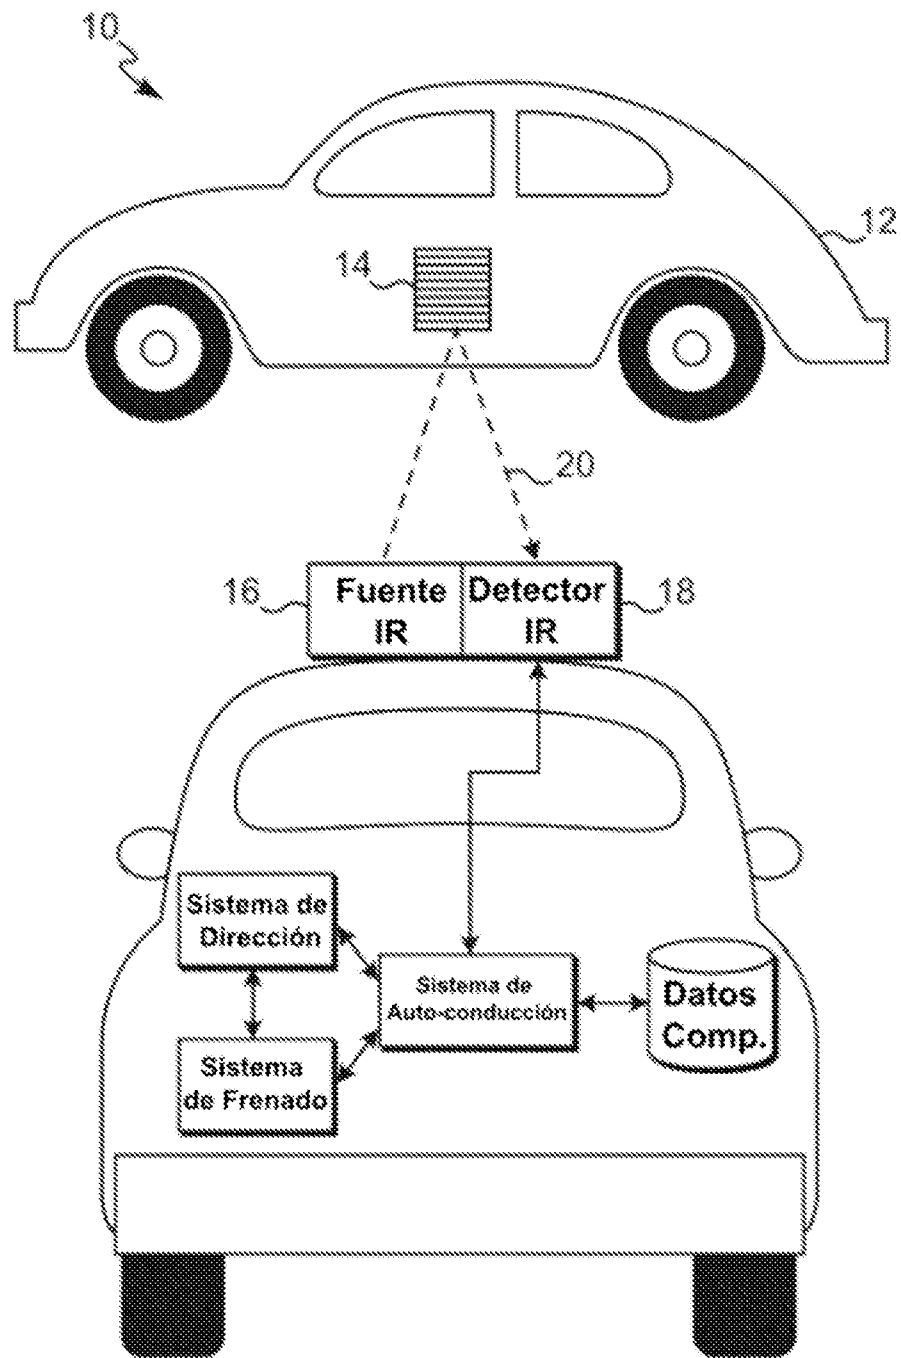 10
12
14
20
16
Fuente
IR
Detector
IR
18
Sistema de
Dirección
Sistema de
Auto-conducción
Datos
Comp.
Sistema
de Frenado